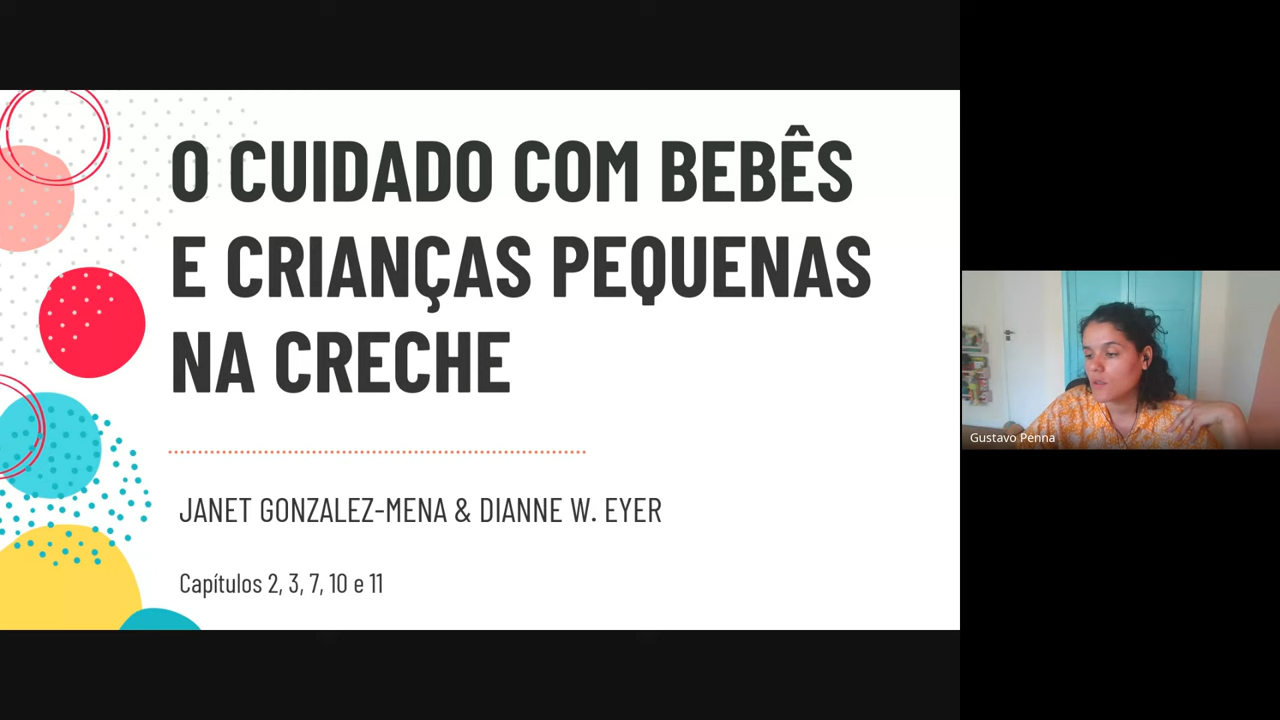 O CUIDADO COM BEBÊS
E CRIANÇAS PEQUENAS
NA CRECHE
JANET GONZALEZ-MENA & DIANNE W. EYER
Capítulos 2, 3, 7, 10 e 11
Gustavo Penna